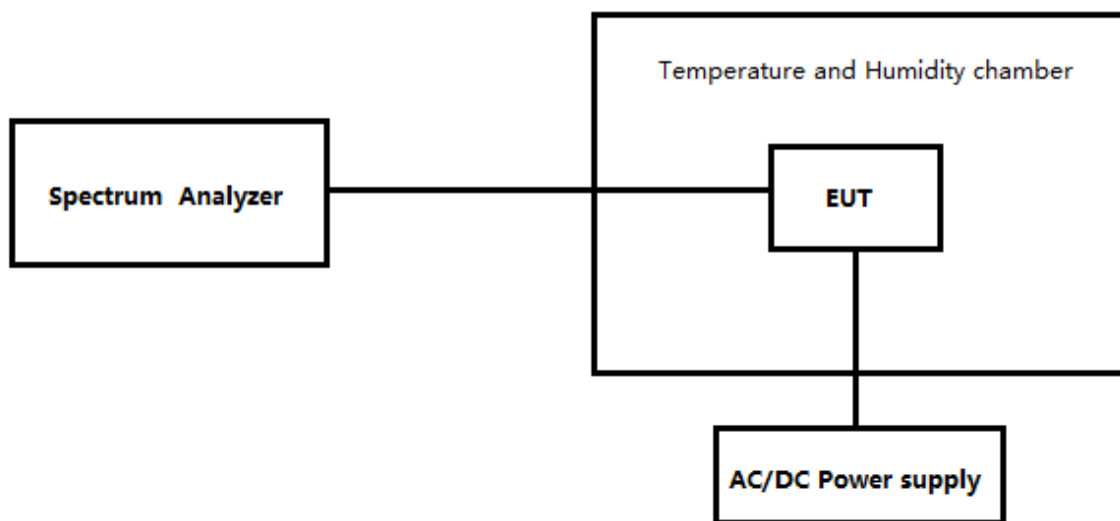 Temperature and Humidity chamber
Spectrum Analyzer
EUT
AC/DC Power supply